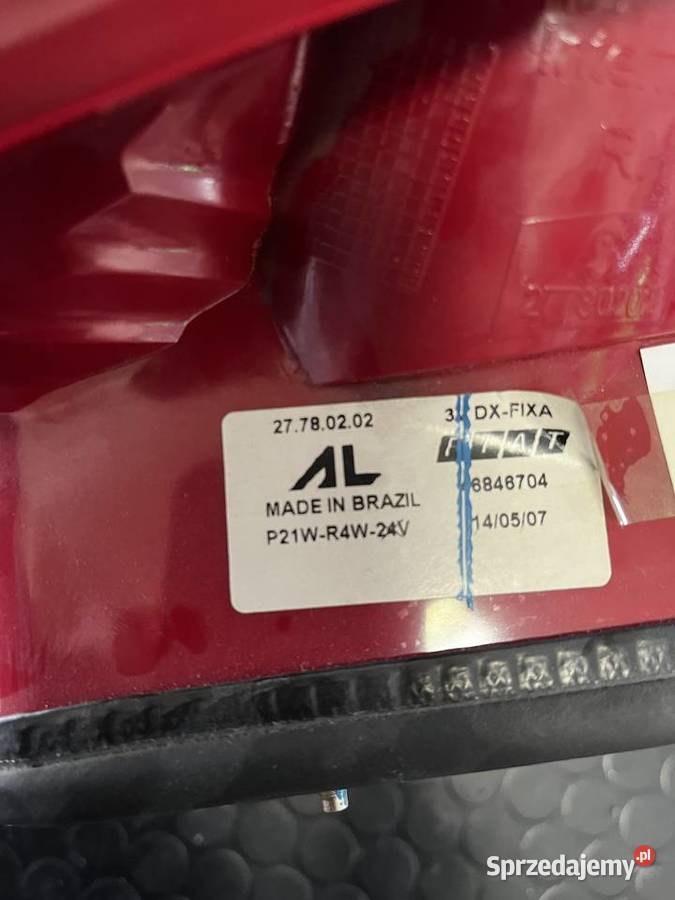 27780202
27.78.02.02
DX-FIXA
AL
FIAT
MADE IN BRAZIL
6846704
P21W-R4W-24V
14/05/07
Sprzedajemy.pl